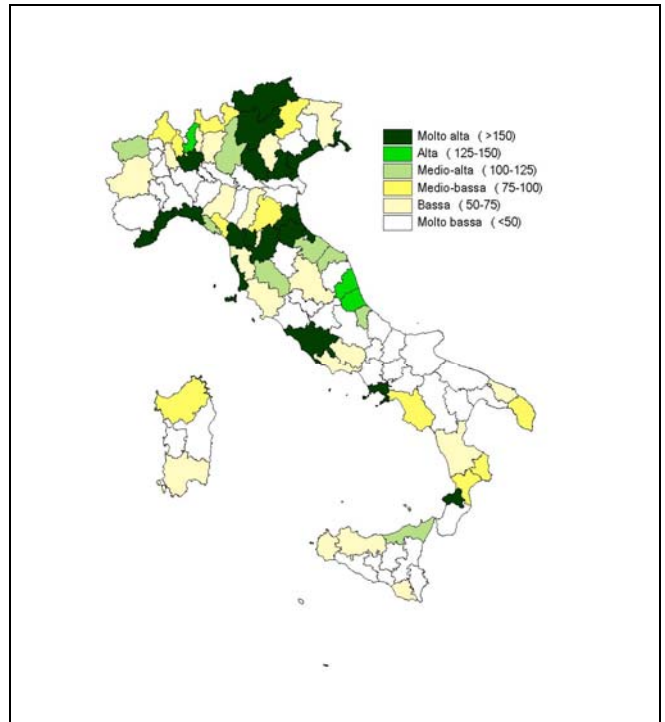 Molto alta (>150)
Alta (125-150)
Medio-alta (100-125)
Medio-bassa (75-100)
Bassa (50-75)
Molto bassa (<50)